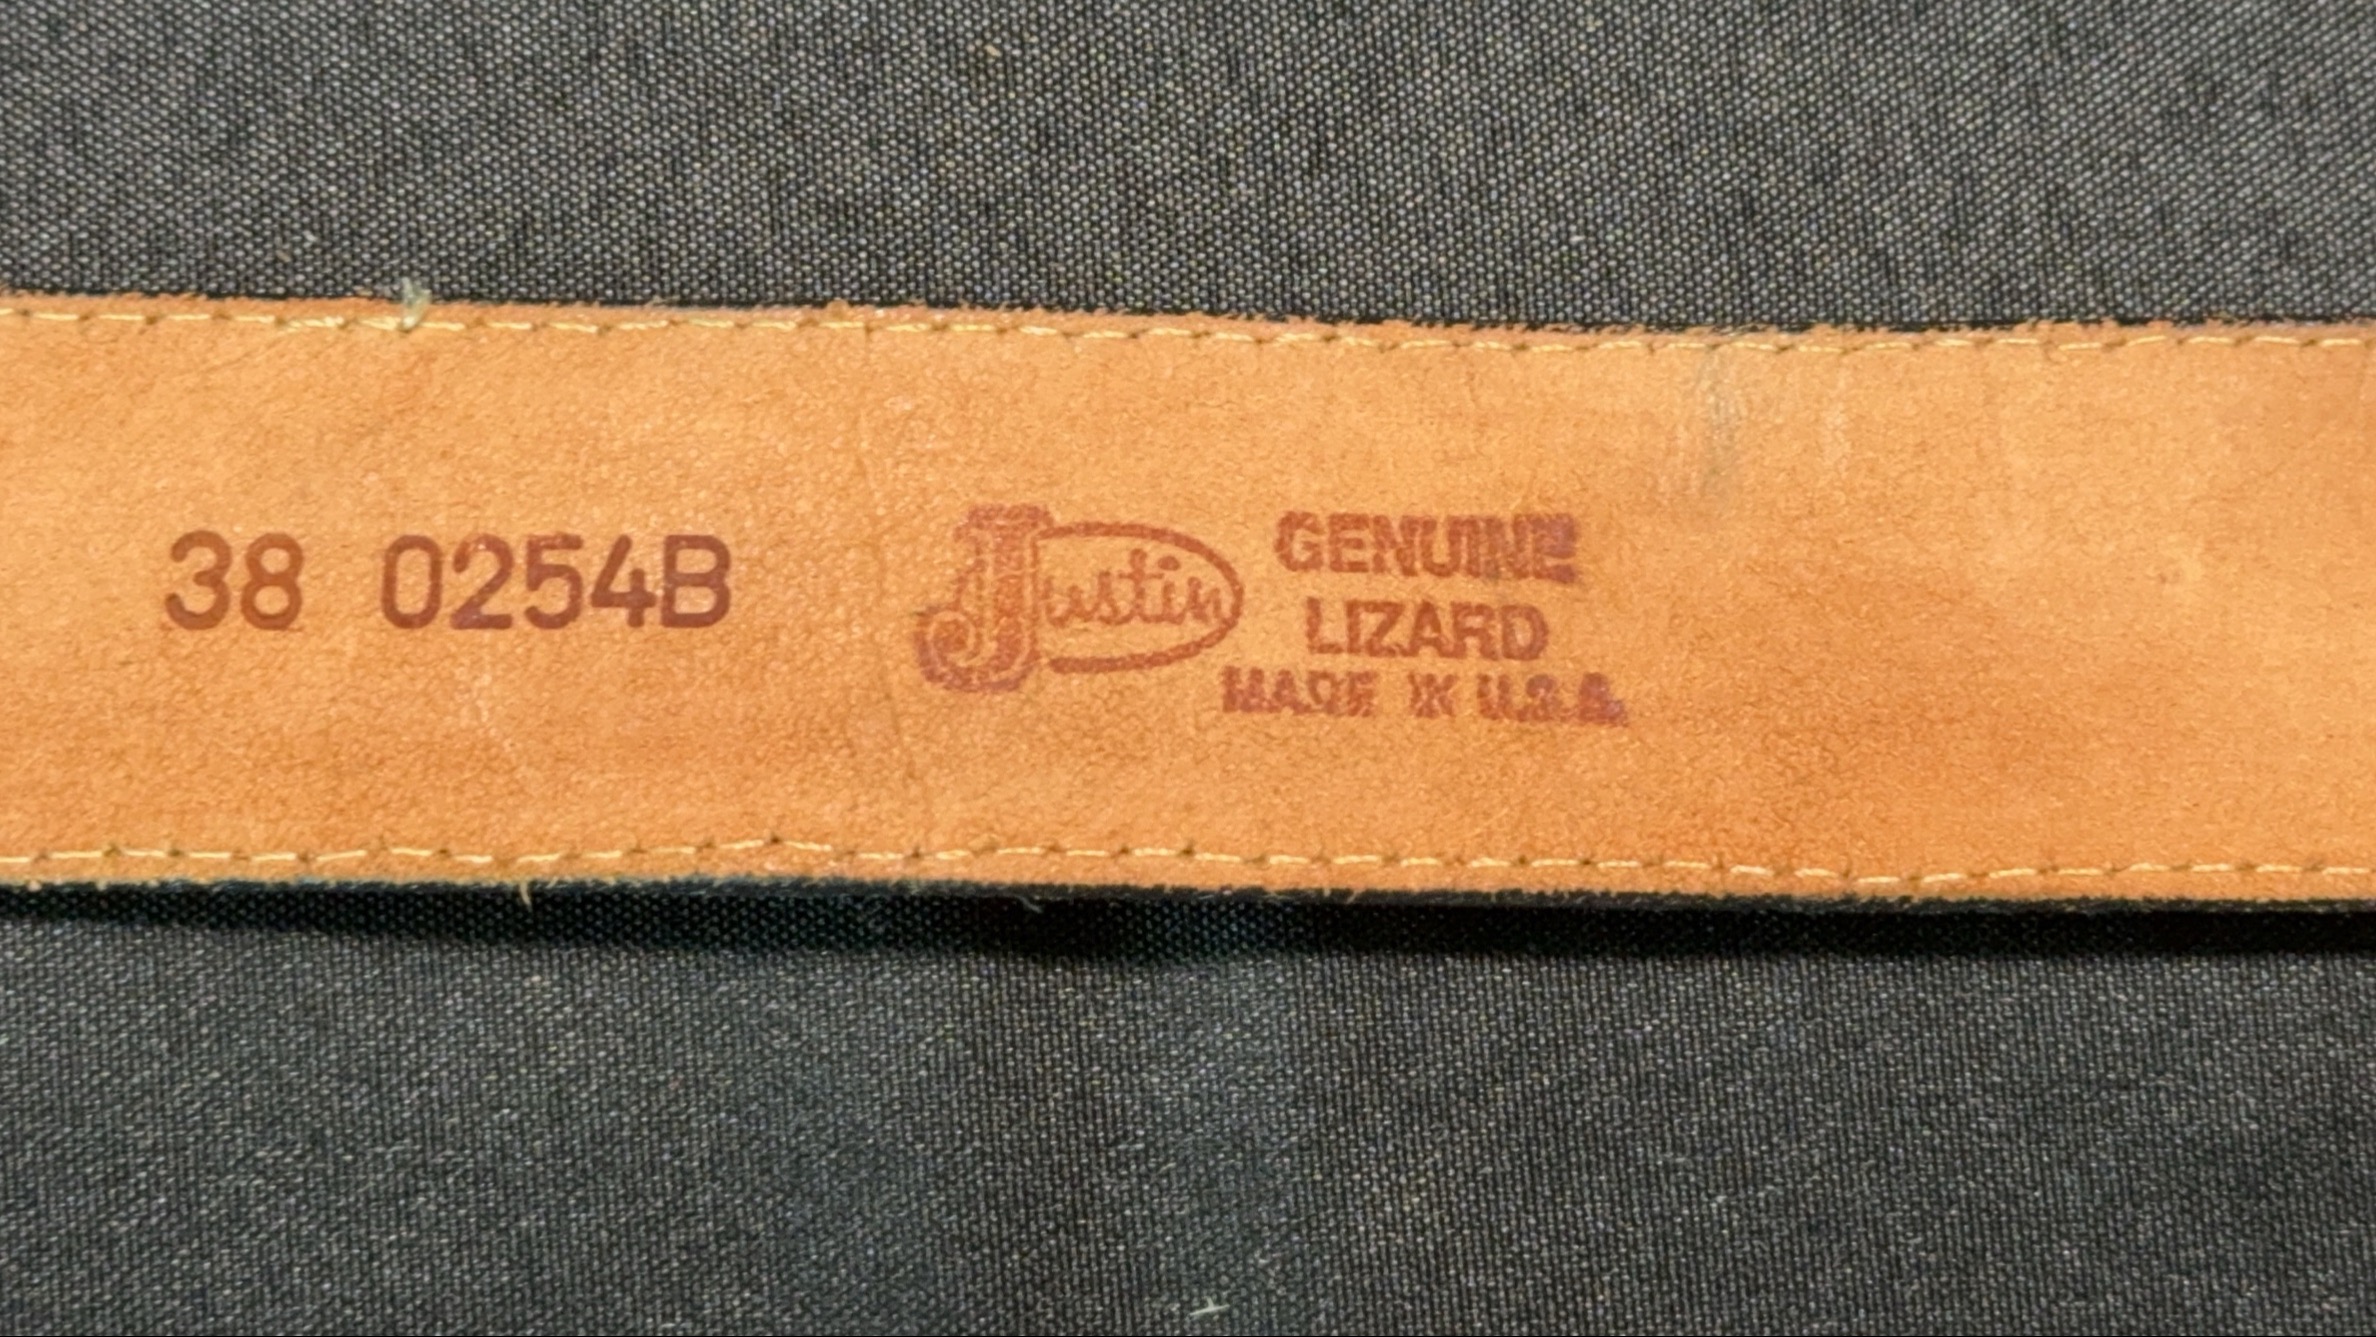 38 0254B
Justin
GENUINE
LIZARD
MADE IN U.S.A.